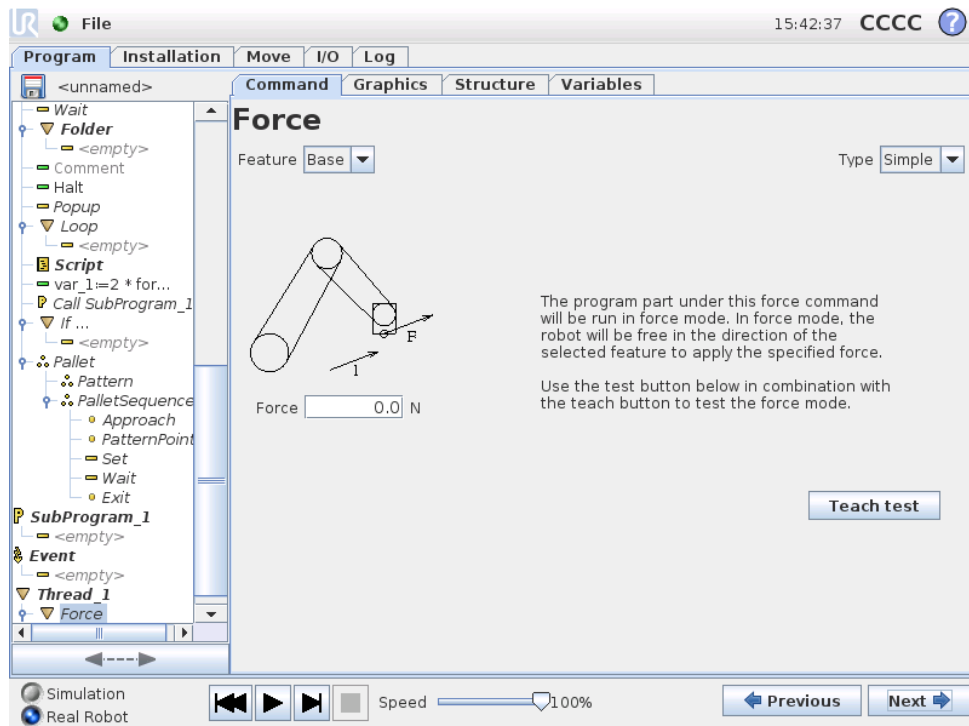 UR File 15:42:37 CCCC ?
Program Installation Move I/O Log
<unnamed>
Command Graphics Structure Variables
Wait
Folder
<empty>
Comment
Halt
Popup
Loop
<empty>
Script
var_1:=2 * for...
Call SubProgram_1
If ...
<empty>
Pallet
Pattern
PalletSequence
Approach
PatternPoint
Set
Wait
Exit
SubProgram_1
<empty>
Event
<empty>
Thread_1
Force
Force
Feature Base Type Simple
F
1
Force 0.0 N
The program part under this force command
will be run in force mode. In force mode, the
robot will be free in the direction of the
selected feature to apply the specified force.
Use the test button below in combination with
the teach button to test the force mode.
Teach test
Simulation
Real Robot
Speed 100%
Previous Next